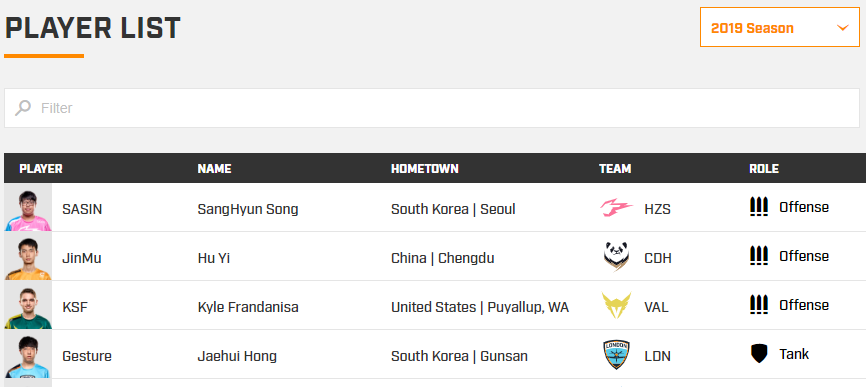 PLAYER LIST
2019 Season
Filter
PLAYER NAME HOMETOWN TEAM ROLE
SASIN SangHyun Song South Korea | Seoul HZS Offense
JinMu Hu Yi China | Chengdu CDH Offense
KSF Kyle Frandanisa United States | Puyallup, WA VAL Offense
Gesture Jaehui Hong South Korea | Gunsan LONDON LDN Tank